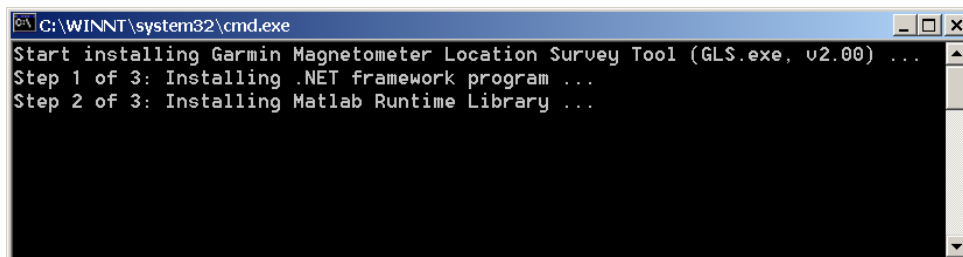 C:\WINNT\system32\cmd.exe
Start installing Garmin Magnetometer Location Survey Tool (GLS.exe, v2.00) ...
Step 1 of 3: Installing .NET framework program ...
Step 2 of 3: Installing Matlab Runtime Library ...